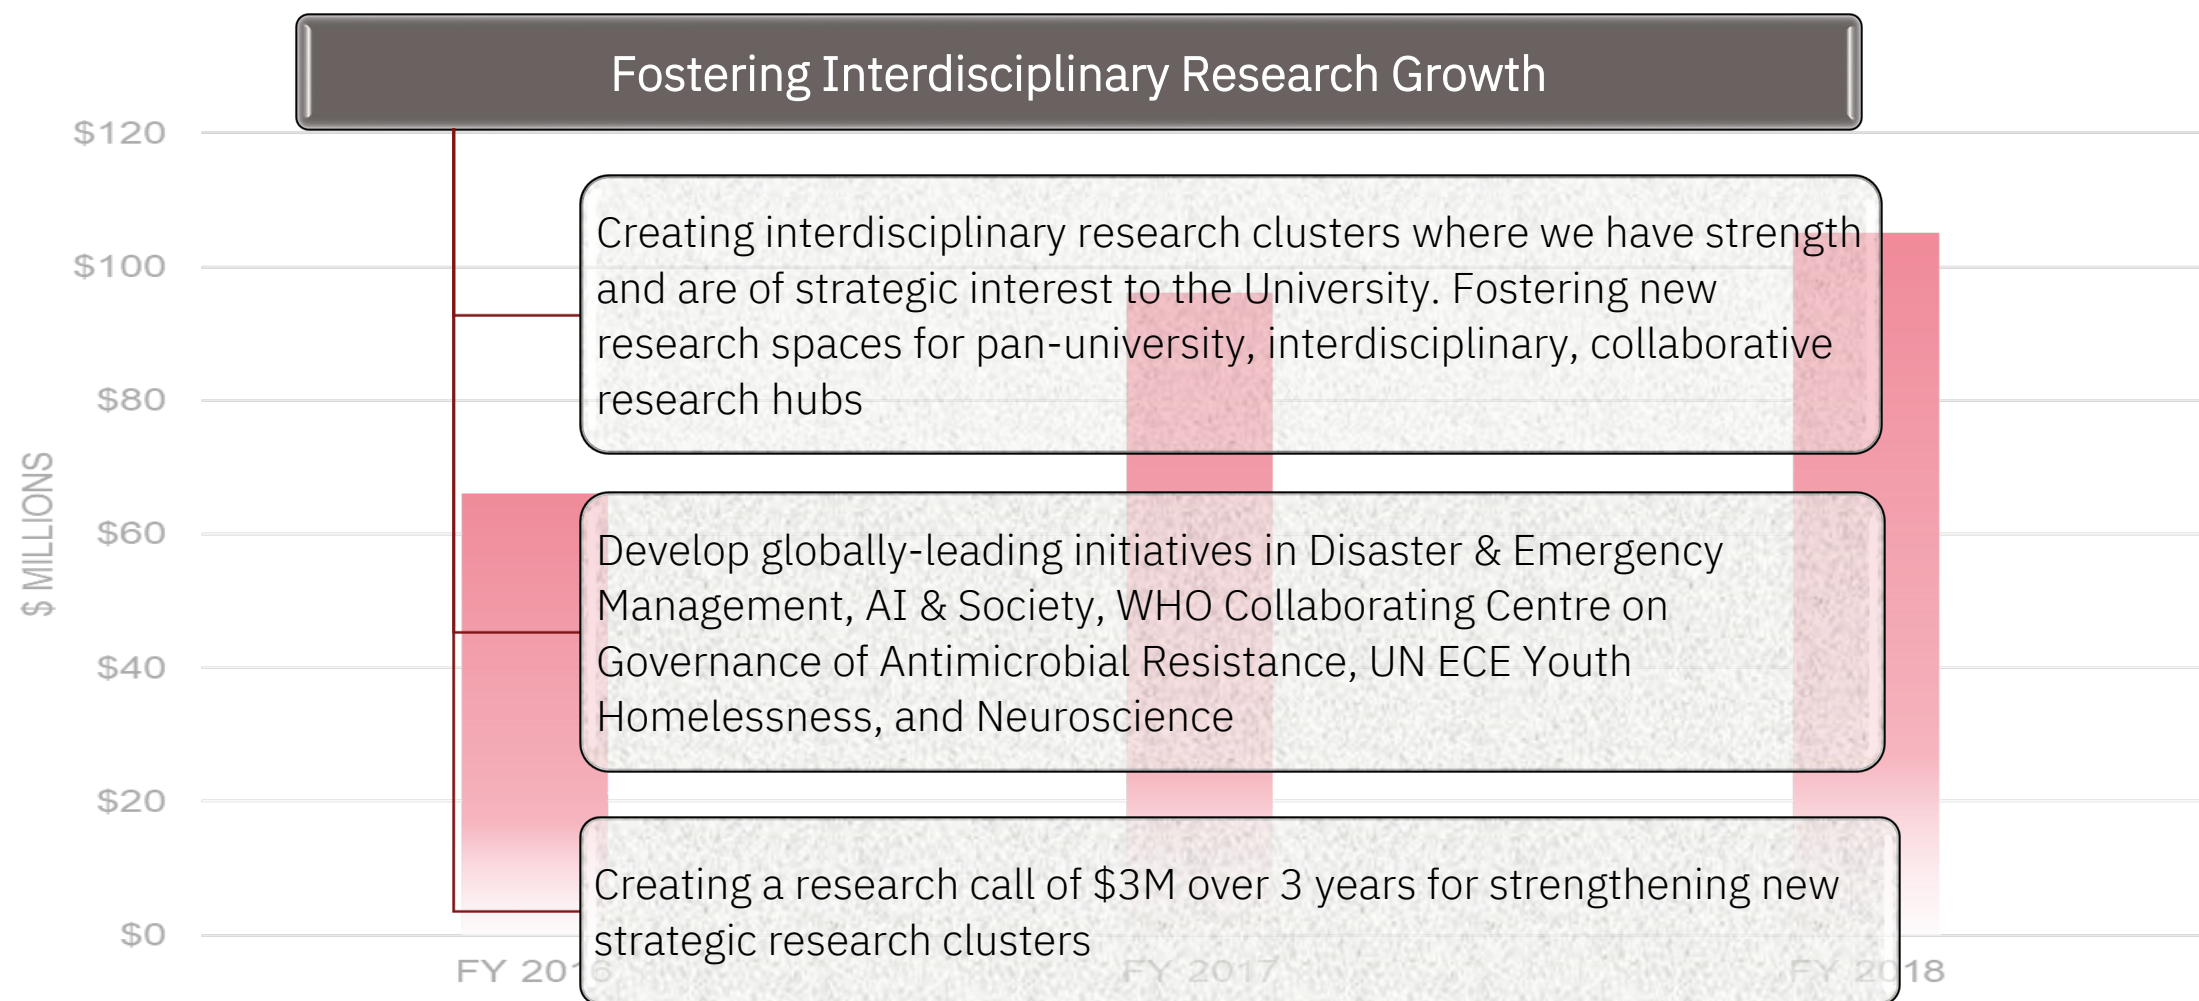 Fostering Interdisciplinary Research Growth
$120
$100
$80
$60
$40
$20
$0
$ MILLIONS
Creating interdisciplinary research clusters where we have strength
and are of strategic interest to the University. Fostering new
research spaces for pan-university, interdisciplinary, collaborative
research hubs
Develop globally-leading initiatives in Disaster & Emergency
Management, AI & Society, WHO Collaborating Centre on
Governance of Antimicrobial Resistance, UN ECE Youth
Homelessness, and Neuroscience
Creating a research call of $3M over 3 years for strengthening new
strategic research clusters
FY 2016
FY 2017
FY 2018